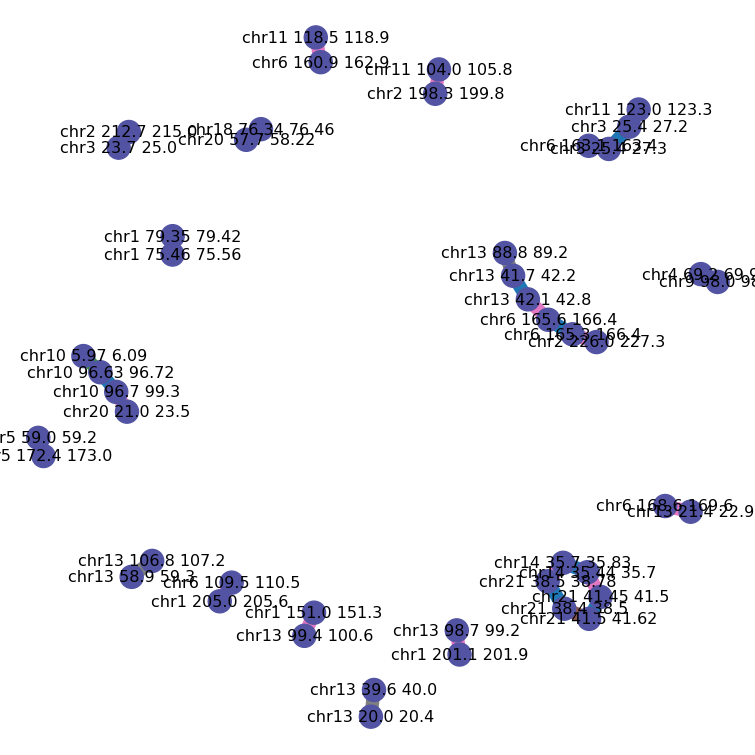 chr11 118.5 118.9
chr6 160.9 162.9
chr11 104.0 105.8
chr2 198.3 199.8
chr11 123.0 123.3
chr3 25.4 27.2
chr6 163.1 163.4
chr3 25.4 27.3
chr2 212.7 215.0
chr3 23.7 25.0
chr18 76.34 76.46
chr20 57.7 58.22
chr1 79.35 79.42
chr1 75.46 75.56
chr13 88.8 89.2
chr13 41.7 42.2
chr13 42.1 42.8
chr6 165.6 166.4
chr6 165.3 166.4
chr2 226.0 227.3
chr4 69.2 69.9
chr9 98.0 98
chr10 5.97 6.09
chr10 96.63 96.72
chr10 96.7 99.3
chr20 21.0 23.5
r5 59.0 59.2
r5 172.4 173.0
chr6 168.6 169.6
chr13 21.4 22.9
chr13 106.8 107.2
chr13 58.9 59.3
chr6 109.5 110.5
chr1 205.0 205.6
chr1 151.0 151.3
chr13 99.4 100.6
chr14 35.7 35.83
chr14 35.44 35.7
chr21 38.5 38.78
chr21 41.45 41.5
chr21 38.4 38.5
chr21 41.5 41.62
chr13 98.7 99.2
chr1 201.1 201.9
chr13 39.6 40.0
chr13 20.0 20.4